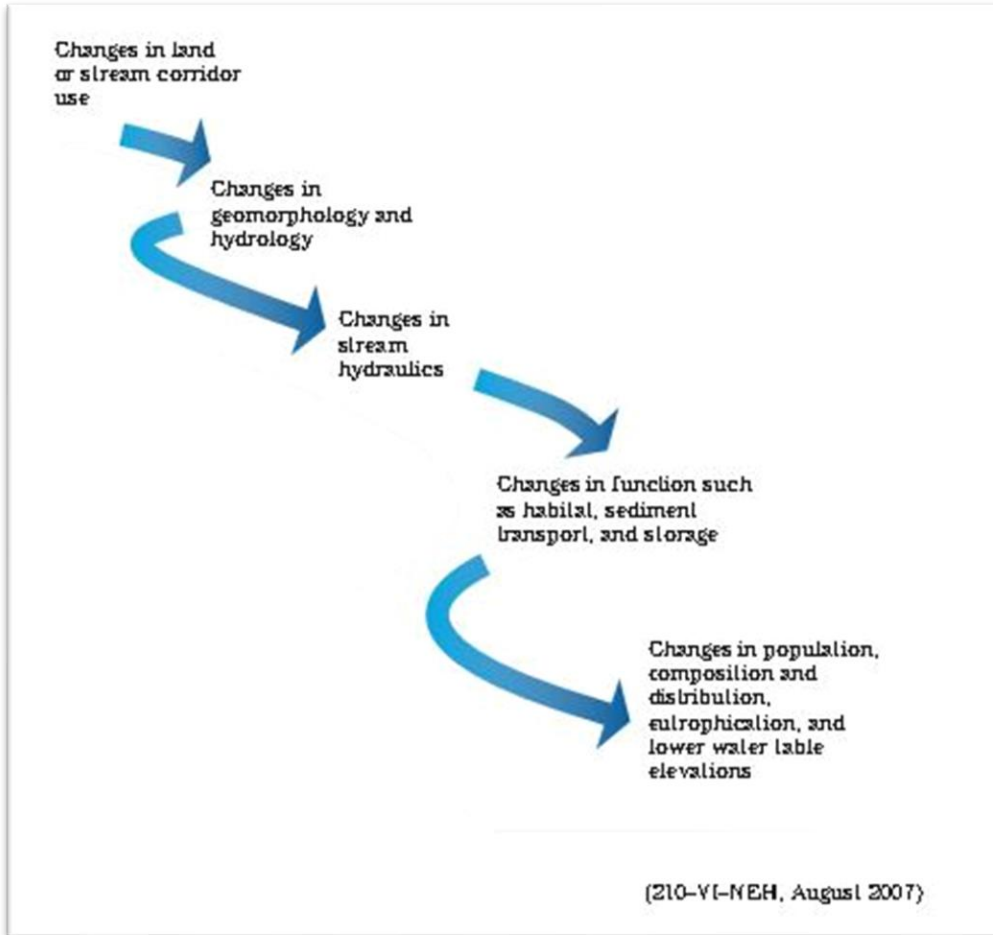 Changes in land
or stream corridor
use
Changes in
geomorphology and
hydrology
Changes in
stream
hydraulics
Changes in function such
as habitat, sediment
transport, and storage
Changes in population,
composition and
distribution,
eutrophication, and
lower water table
elevations
(210–VI–NEH, August 2007)